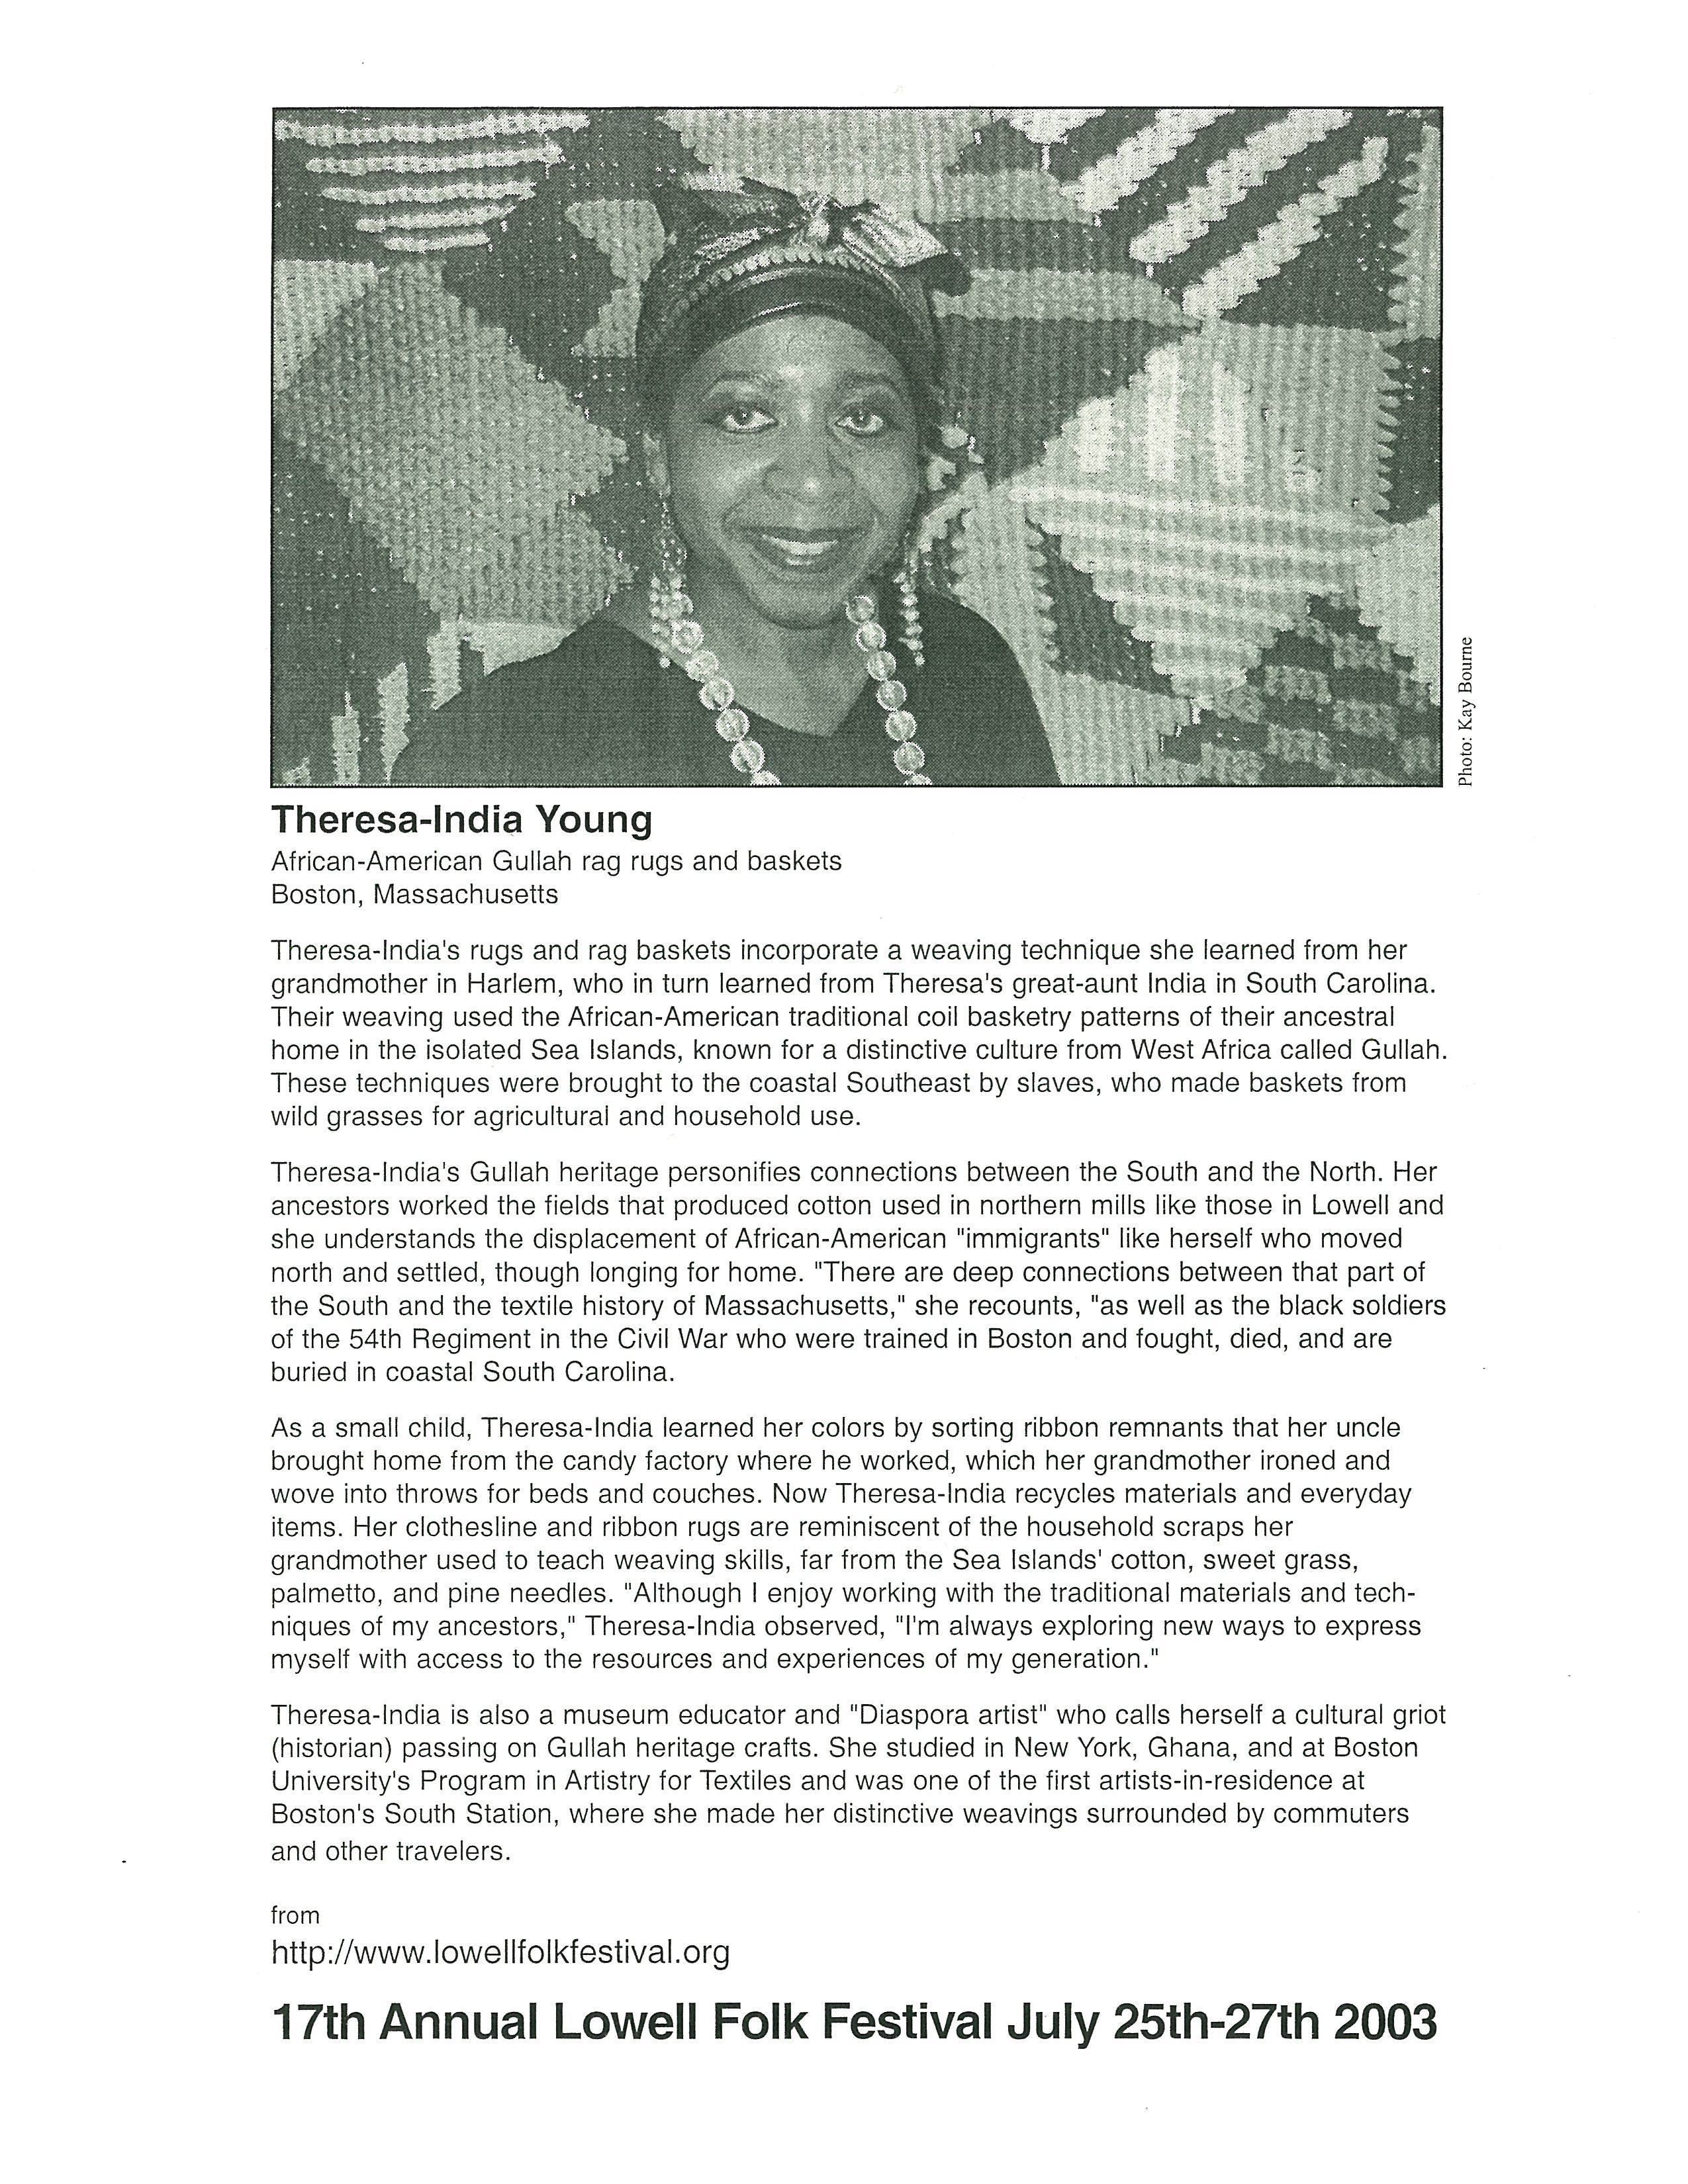 Photo: Kay Bourne
Theresa-India Young
African-American Gullah rag rugs and baskets
Boston, Massachusetts
Theresa-India's rugs and rag baskets incorporate a weaving technique she learned from her
grandmother in Harlem, who in turn learned from Theresa's great-aunt India in South Carolina.
Their weaving used the African-American traditional coil basketry patterns of their ancestral
home in the isolated Sea Islands, known for a distinctive culture from West Africa called Gullah.
These techniques were brought to the coastal Southeast by slaves, who made baskets from
wild grasses for agricultural and household use.
Theresa-India's Gullah heritage personifies connections between the South and the North. Her
ancestors worked the fields that produced cotton used in northern mills like those in Lowell and
she understands the displacement of African-American "immigrants" like herself who moved
north and settled, though longing for home. "There are deep connections between that part of
the South and the textile history of Massachusetts," she recounts, "as well as the black soldiers
of the 54th Regiment in the Civil War who were trained in Boston and fought, died, and are
buried in coastal South Carolina.
As a small child, Theresa-India learned her colors by sorting ribbon remnants that her uncle
brought home from the candy factory where he worked, which her grandmother ironed and
wove into throws for beds and couches. Now Theresa-India recycles materials and everyday
items. Her clothesline and ribbon rugs are reminiscent of the household scraps her
grandmother used to teach weaving skills, far from the Sea Islands' cotton, sweet grass,
palmetto, and pine needles. "Although I enjoy working with the traditional materials and tech-
niques of my ancestors," Theresa-India observed, "I'm always exploring new ways to express
myself with access to the resources and experiences of my generation."
Theresa-India is also a museum educator and "Diaspora artist" who calls herself a cultural griot
(historian) passing on Gullah heritage crafts. She studied in New York, Ghana, and at Boston
University's Program in Artistry for Textiles and was one of the first artists-in-residence at
Boston's South Station, where she made her distinctive weavings surrounded by commuters
and other travelers.
from
http://www.lowellfolkfestival.org
17th Annual Lowell Folk Festival July 25th-27th 2003